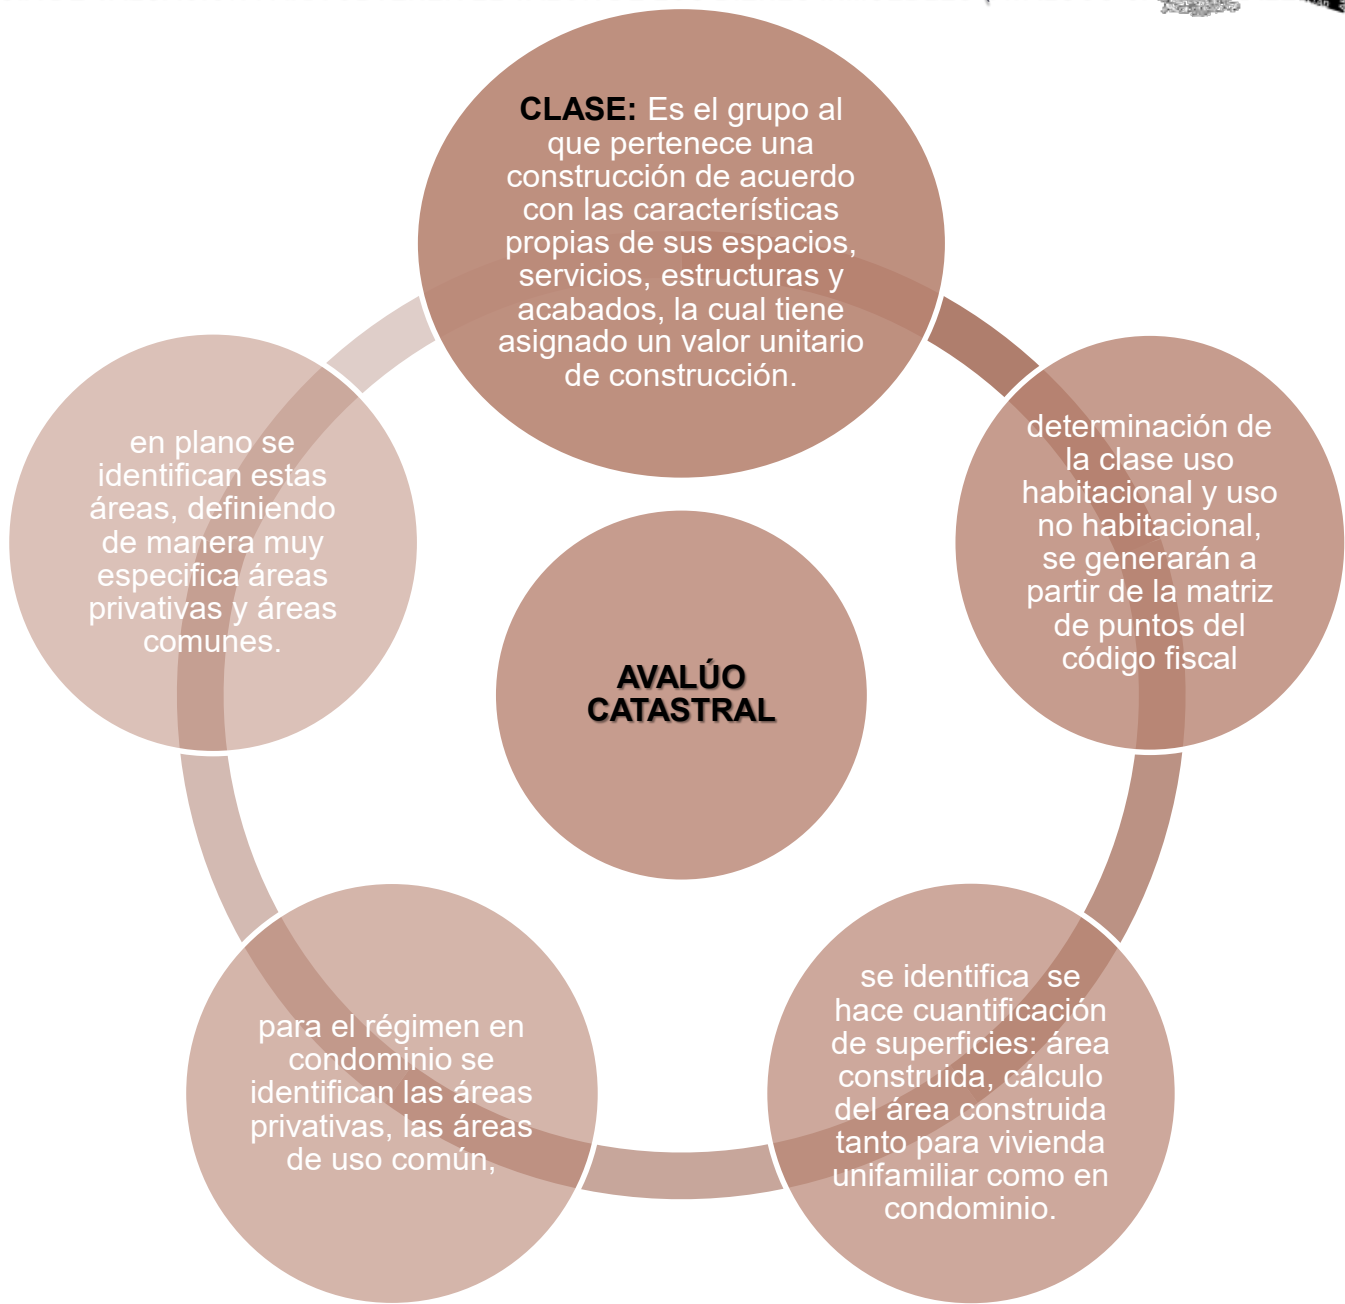 CLASE: Es el grupo al
que pertenece una
construcción de acuerdo
con las características
propias de sus espacios,
servicios, estructuras y
acabados, la cual tiene
asignado un valor unitario
de construcción.
determinación de
la clase uso
habitacional y uso
no habitacional,
se generarán a
partir de la matriz
de puntos del
código fiscal
se identifica  se
hace cuantificación
de superficies: área
construida, cálculo
del área construida
tanto para vivienda
unifamiliar como en
condominio.
para el régimen en
condominio se
identifican las áreas
privativas, las áreas
de uso común,
en plano se
identifican estas
áreas, definiendo
de manera muy
especifica áreas
privativas y áreas
comunes.
AVALÚO
CATASTRAL